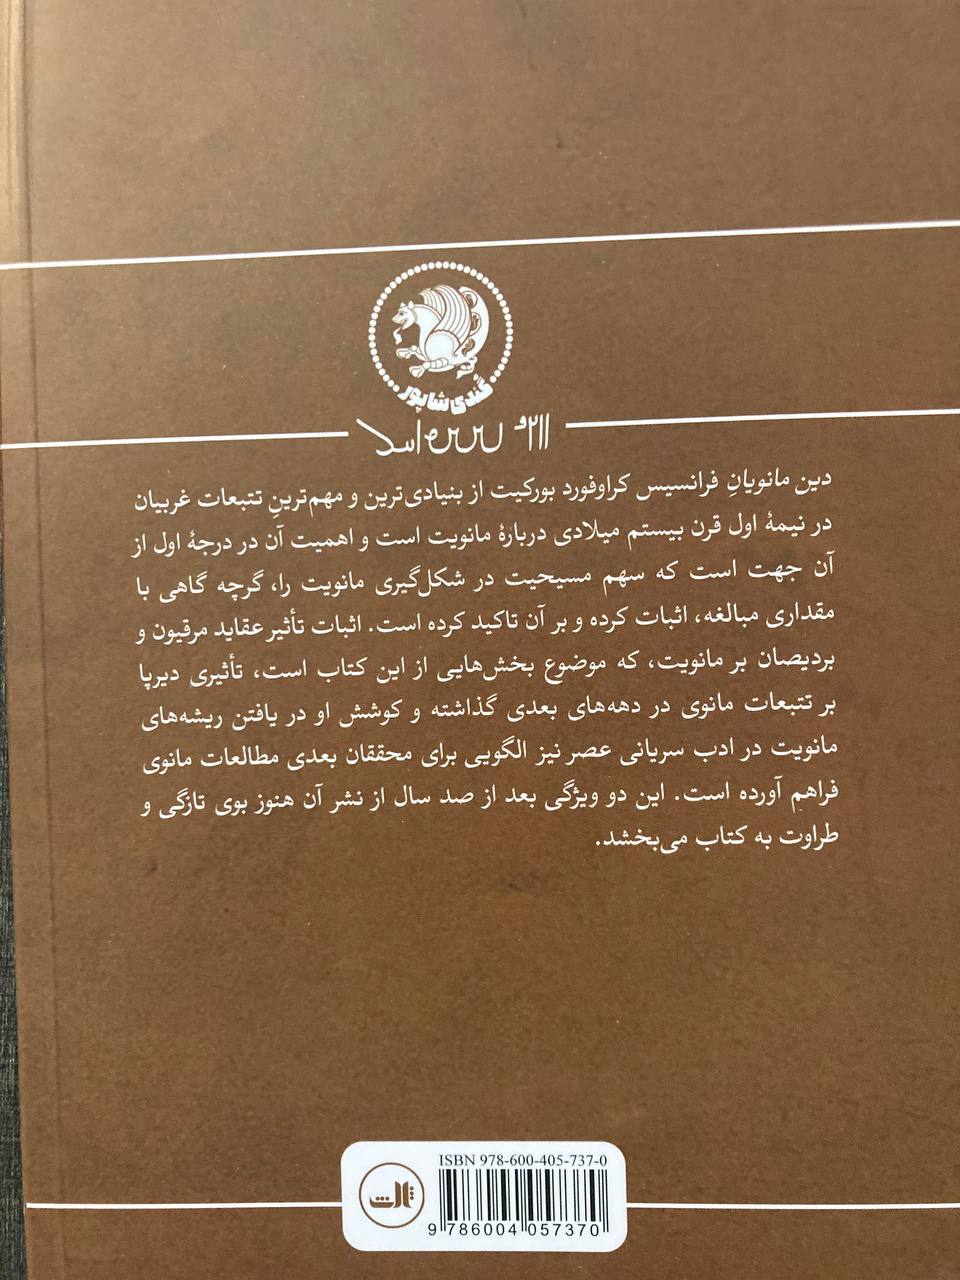 گُندی‌شاپور
دین مانویانِ فرانسیس کراوفورد بورکیت از بنیادی‌ترین و مهم‌ترینِ تتبعات غربیان
در نیمهٔ اول قرن بیستم میلادی دربارهٔ مانویت است و اهمیت آن در درجهٔ اول از
آن جهت است که سهم مسیحیت در شکل‌گیری مانویت را، گرچه گاهی با
مقداری مبالغه، اثبات کرده و بر آن تاکید کرده است. اثبات تأثیر عقاید مرقیون و
بردیصان بر مانویت، که موضوع بخش‌هایی از این کتاب است، تأثیری دیرپا
بر تتبعات مانوی در دهه‌های بعدی گذاشته و کوشش او در یافتن ریشه‌های
مانویت در ادب سریانی عصر نیز الگویی برای محققان بعدی مطالعات مانوی
فراهم آورده است. این دو ویژگی بعد از صد سال از نشر آن هنوز بوی تازگی و
طراوت به کتاب می‌بخشد.
ISBN 978-600-405-737-0
ثالث
9 786004 057370